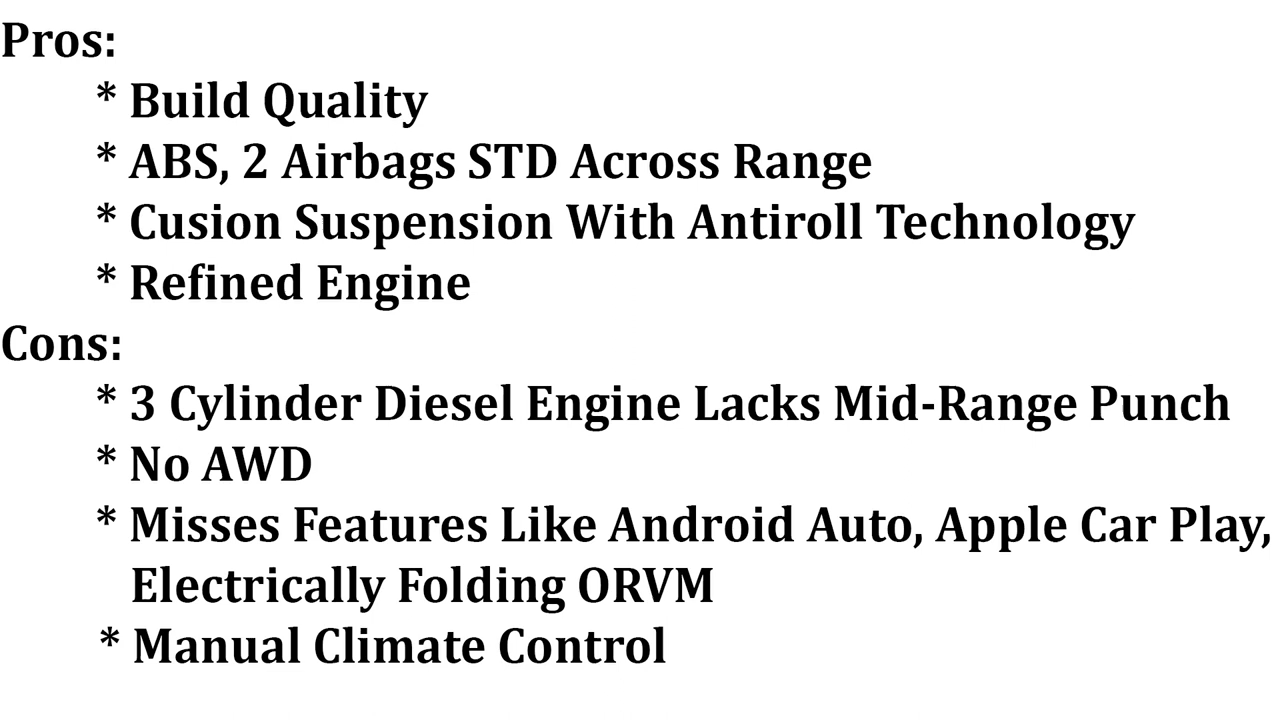 Pros:
* Build Quality
* ABS, 2 Airbags STD Across Range
* Cusion Suspension With Antiroll Technology
* Refined Engine
Cons:
* 3 Cylinder Diesel Engine Lacks Mid-Range Punch
* No AWD
* Misses Features Like Android Auto, Apple Car Play,
Electrically Folding ORVM
* Manual Climate Control